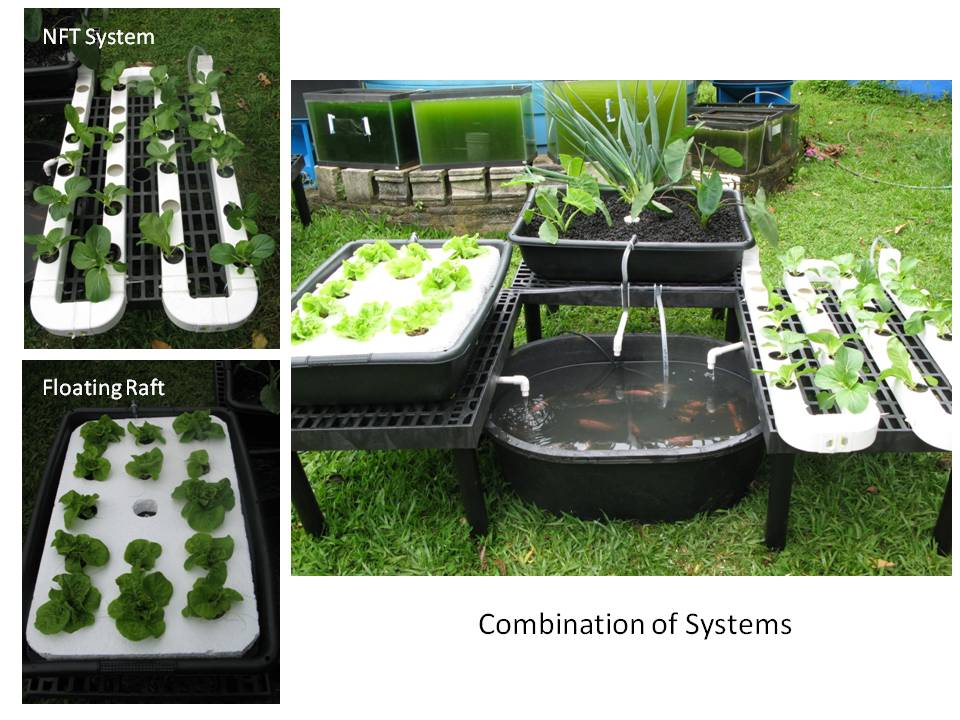 NFT System
Floating Raft
Combination of Systems